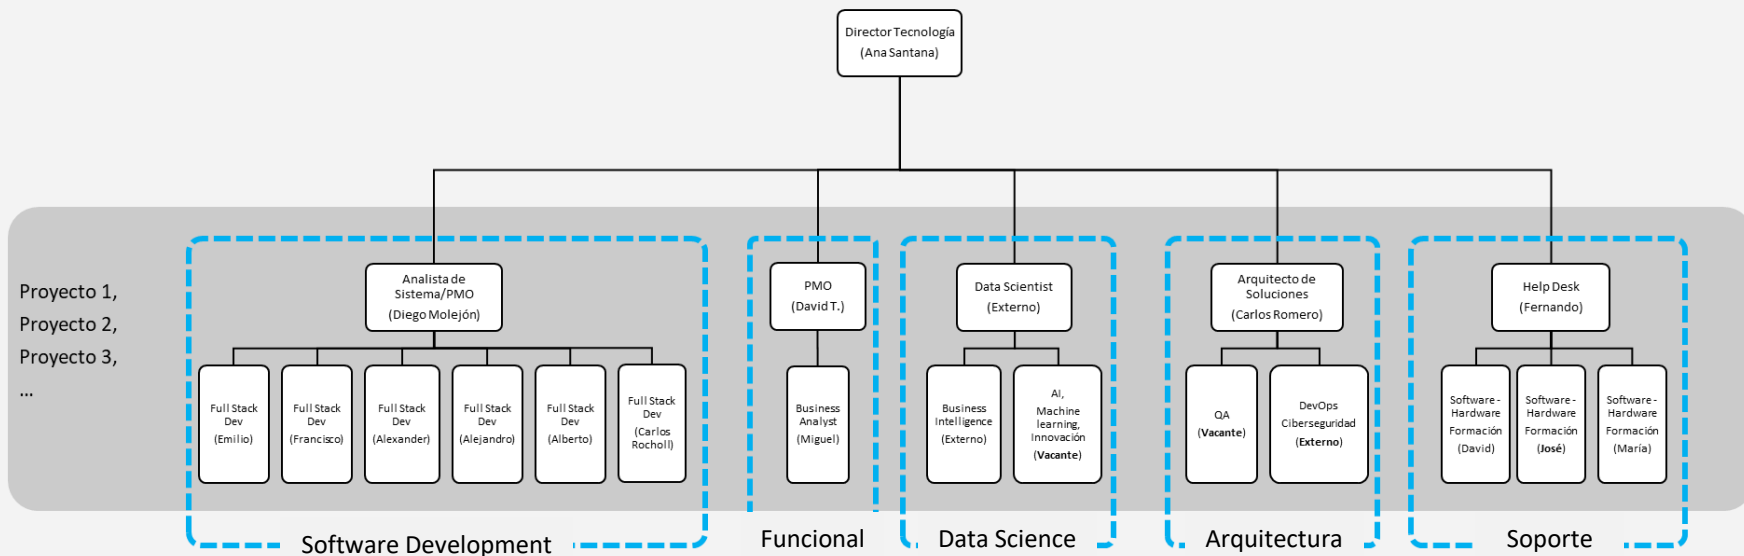 Director Tecnología
(Ana Santana)
Proyecto 1,
Proyecto 2,
Proyecto 3,
...
Analista de
Sistema/PMO
(Diego Molejón)
PMO
(David T.)
Data Scientist
(Externo)
Arquitecto de
Soluciones
(Carlos Romero)
Help Desk
(Fernando)
Full Stack
Dev
(Emilio)
Full Stack
Dev
(Francisco)
Full Stack
Dev
(Alexander)
Full Stack
Dev
(Alejandro)
Full Stack
Dev
(Alberto)
Full Stack
Dev
(Carlos
Rocholl)
Business
Analyst
(Miguel)
Business
Intelligence
(Externo)
AI,
Machine
learning,
Innovación
(Vacante)
QA
(Vacante)
DevOps
Ciberseguridad
(Externo)
Software -
Hardware
Formación
(David)
Software -
Hardware
Formación
(José)
Software -
Hardware
Formación
(María)
Software Development
Funcional
Data Science
Arquitectura
Soporte